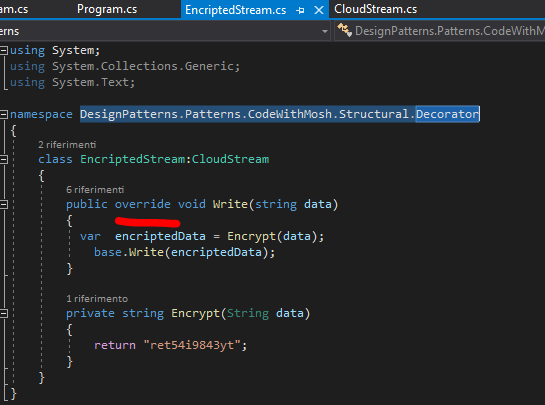 am.cs Program.cs EncriptedStream.cs CloudStream.cs
erns DesignPatterns.Patterns.CodeWithM
using System;
using System.Collections.Generic;
using System.Text;
namespace DesignPatterns.Patterns.CodeWithMosh.Structural.Decorator
{
2 riferimenti
class EncriptedStream:CloudStream
{
6 riferimenti
public override void Write(string data)
{
var encriptedData = Encrypt(data);
base.Write(encriptedData);
}
1 riferimento
private string Encrypt(String data)
{
return "ret54i9843yt";
}
}
}